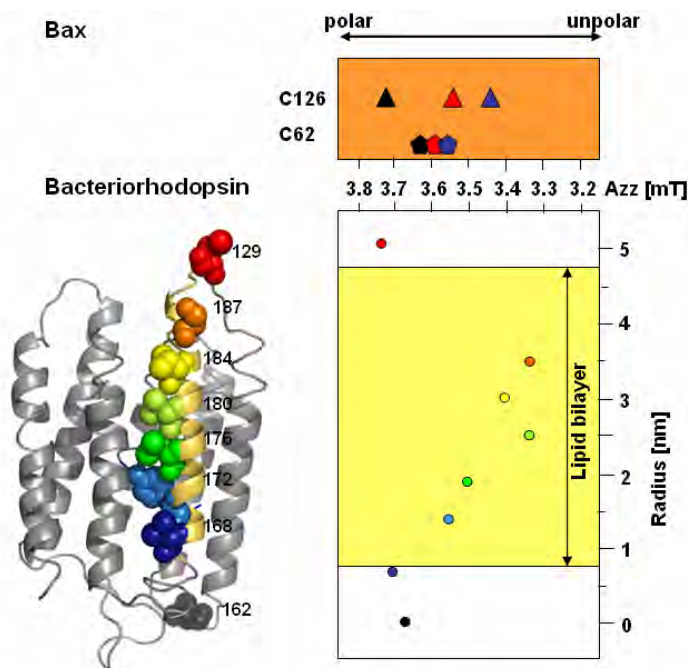 Bax
polar unpolar
C126
C62
Bacteriorhodopsin
3.8 3.7 3.6 3.5 3.4 3.3 3.2 Azz [mT]
129
187
184
180
175
172
168
162
Lipid bilayer
5
4
3
2
1
0
Radius [nm]